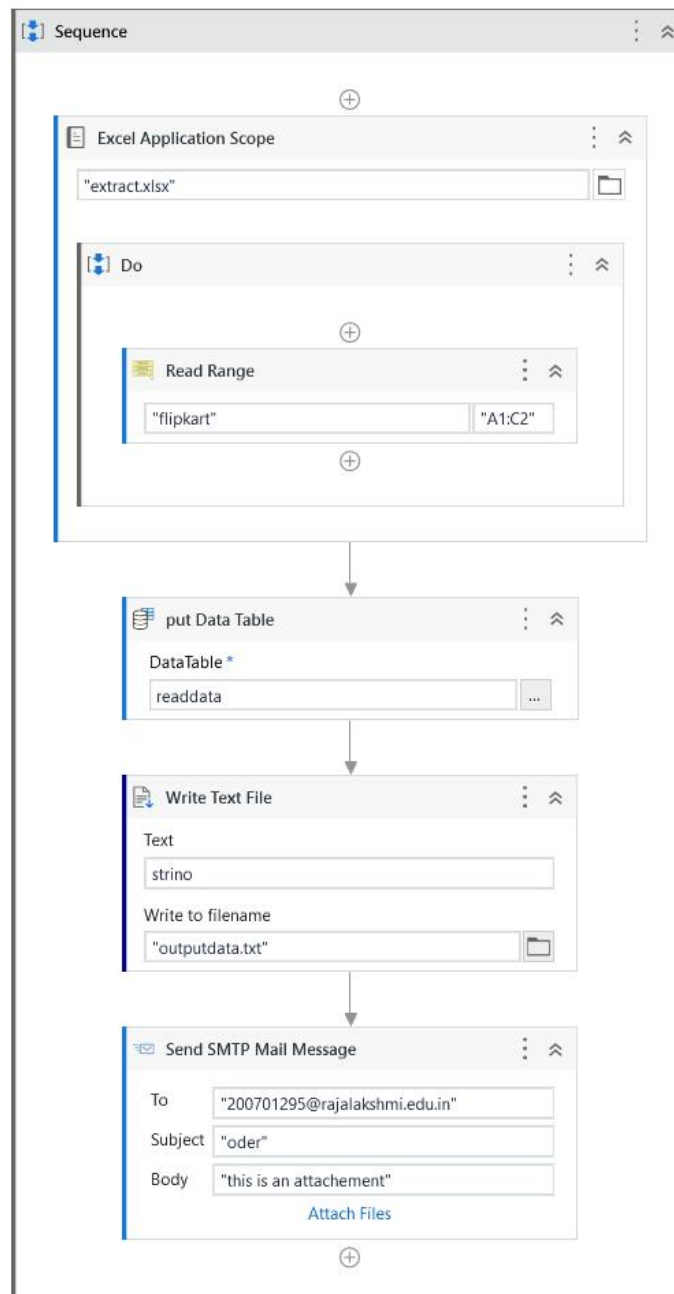 Sequence
Excel Application Scope
"extract.xlsx"
Do
Read Range
"flipkart" "A1:C2"
put Data Table
DataTable *
readdata ...
Write Text File
Text
strino
Write to filename
"outputdata.txt"
Send SMTP Mail Message
To "200701295@rajalakshmi.edu.in"
Subject "oder"
Body "this is an attachement"
Attach Files